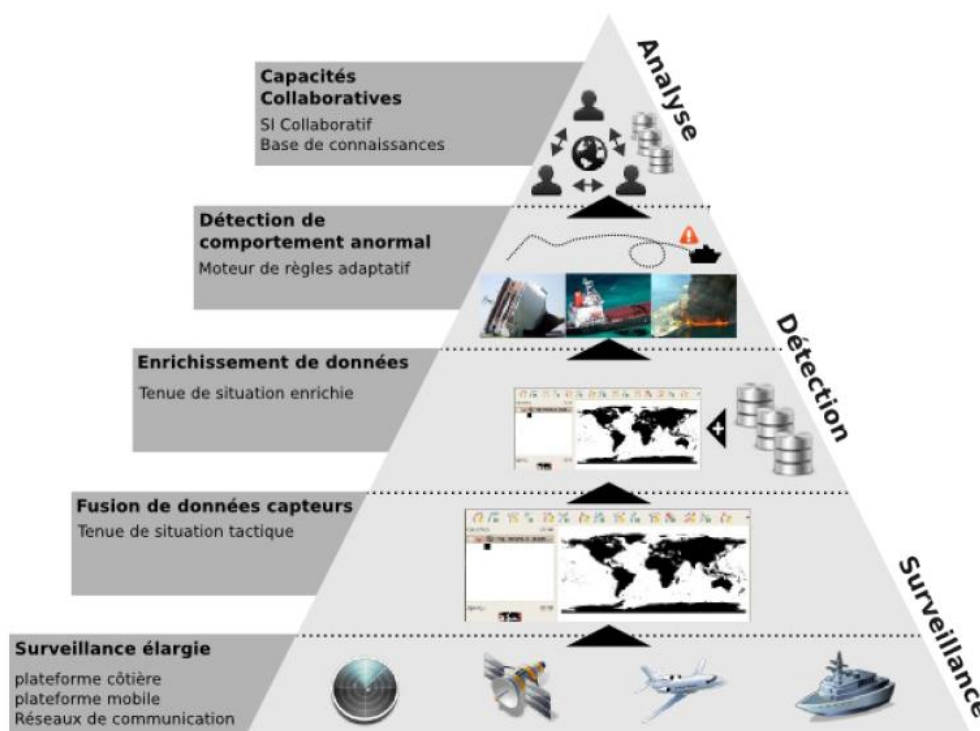 Analyse
Capacités
Collaboratives
SI Collaboratif
Base de connaissances
Détection de
comportement anormal
Moteur de règles adaptatif
Détection
Enrichissement de données
Tenue de situation enrichie
Fusion de données capteurs
Tenue de situation tactique
Surveillance
Surveillance élargie
plateforme côtière
plateforme mobile
Réseaux de communication